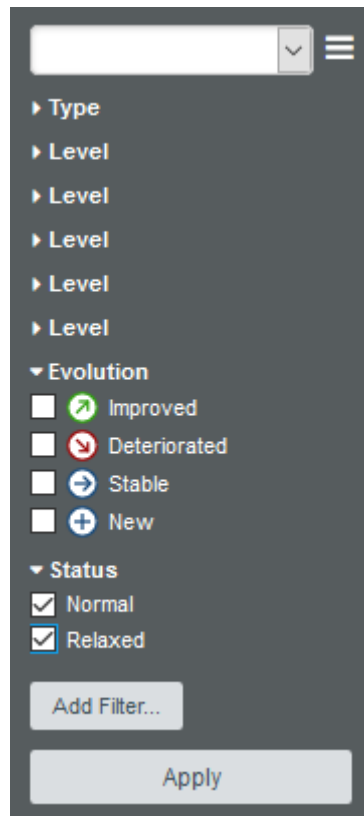 Type
Level
Level
Level
Level
Level
Evolution
Improved
Deteriorated
Stable
New
Status
Normal
Relaxed
Add Filter...
Apply